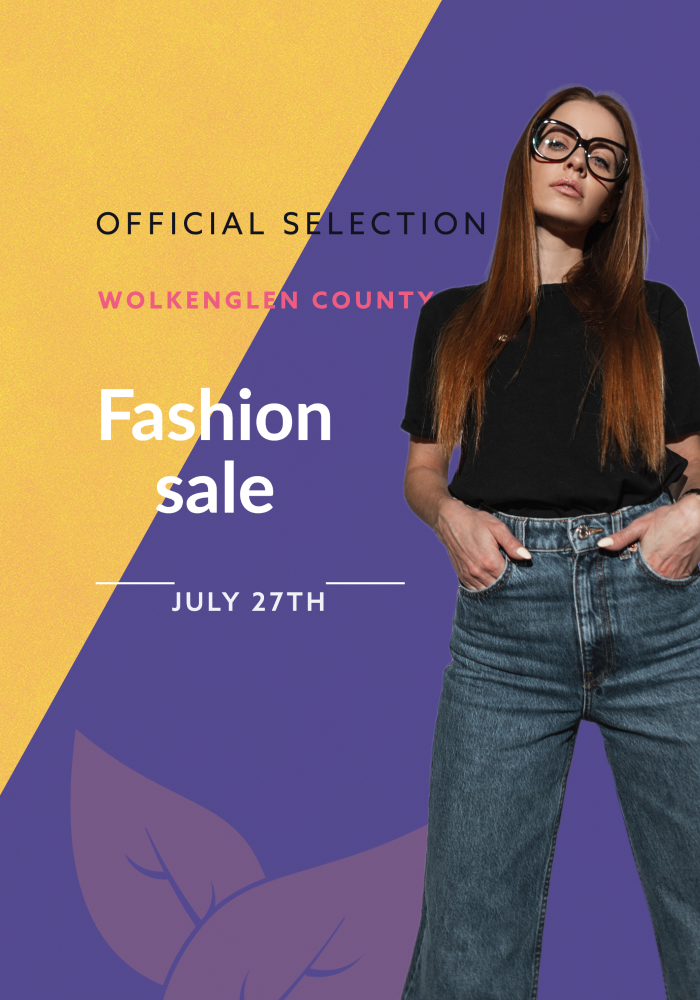 OFFICIAL SELECTION
WOLKENGLEN COUNTY
Fashion
sale
JULY 27TH